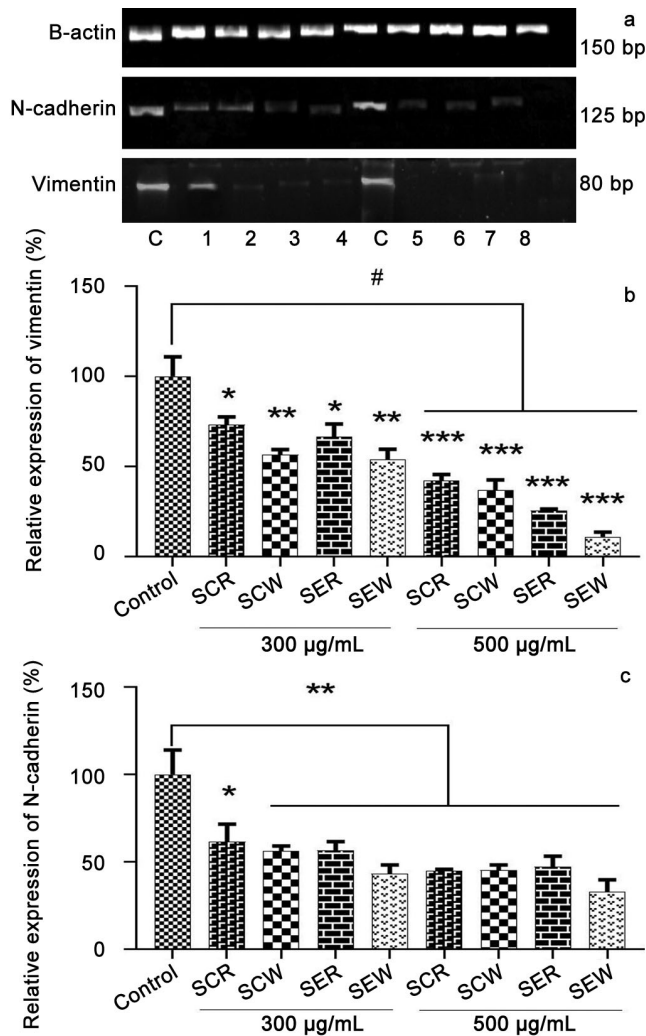 B-actin
a
150 bp
N-cadherin
125 bp
Vimentin
80 bp
C 1 2 3 4 C 5 6 7 8
Relative expression of vimentin (%)
b
#
150
100
50
0
* ** * ** *** *** *** ***
Control SCR SCW SER SEW SCR SCW SER SEW
300 µg/mL 500 µg/mL
Relative expression of N-cadherin (%)
c
**
150
100
50
0
*
Control SCR SCW SER SEW SCR SCW SER SEW
300 µg/mL 500 µg/mL